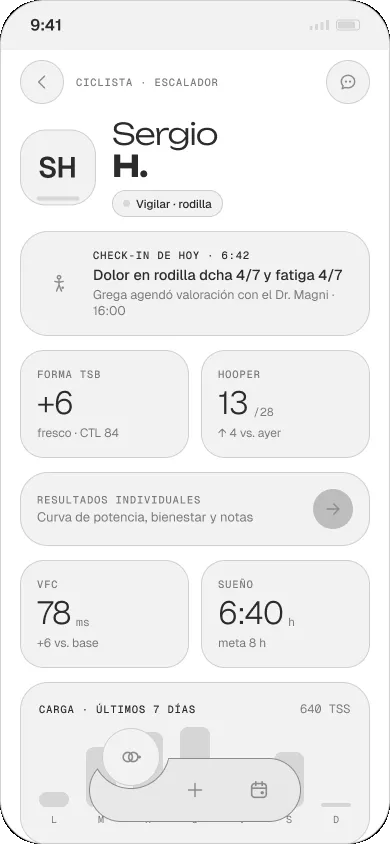 9:41
CICLISTA · ESCALADOR
SH
Sergio
H.
Vigilar · rodilla
CHECK-IN DE HOY · 6:42
Dolor en rodilla dcha 4/7 y fatiga 4/7
Grega agendó valoración con el Dr. Magni ·
16:00
FORMA TSB
+6
fresco · CTL 84
HOOPER
13 /28
↑ 4 vs. ayer
RESULTADOS INDIVIDUALES
Curva de potencia, bienestar y notas
VFC
78 ms
+6 vs. base
SUEÑO
6:40 h
meta 8 h
CARGA · ÚLTIMOS 7 DÍAS 640 TSS
L M S D